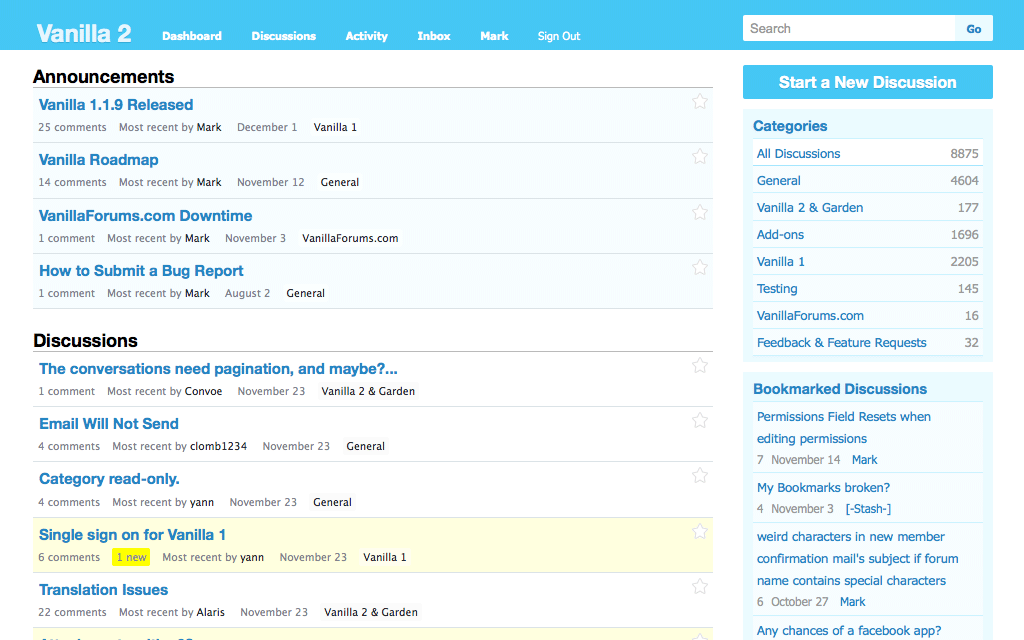 Vanilla 2 Dashboard Discussions Activity Inbox Mark Sign Out Search Go
Announcements
Vanilla 1.1.9 Released
25 comments Most recent by Mark December 1 Vanilla 1
Vanilla Roadmap
14 comments Most recent by Mark November 12 General
VanillaForums.com Downtime
1 comment Most recent by Mark November 3 VanillaForums.com
How to Submit a Bug Report
1 comment Most recent by Mark August 2 General
Discussions
The conversations need pagination, and maybe?...
1 comment Most recent by Convoe November 23 Vanilla 2 & Garden
Email Will Not Send
4 comments Most recent by clomb1234 November 23 General
Category read-only.
4 comments Most recent by yann November 23 General
Single sign on for Vanilla 1
6 comments 1 new Most recent by yann November 23 Vanilla 1
Translation Issues
22 comments Most recent by Alaris November 23 Vanilla 2 & Garden
Start a New Discussion
Categories
All Discussions 8875
General 4604
Vanilla 2 & Garden 177
Add-ons 1696
Vanilla 1 2205
Testing 145
VanillaForums.com 16
Feedback & Feature Requests 32
Bookmarked Discussions
Permissions Field Resets when
editing permissions
7 November 14 Mark
My Bookmarks broken?
4 November 3 [-Stash-]
weird characters in new member
confirmation mail's subject if forum
name contains special characters
6 October 27 Mark
Any chances of a facebook app?